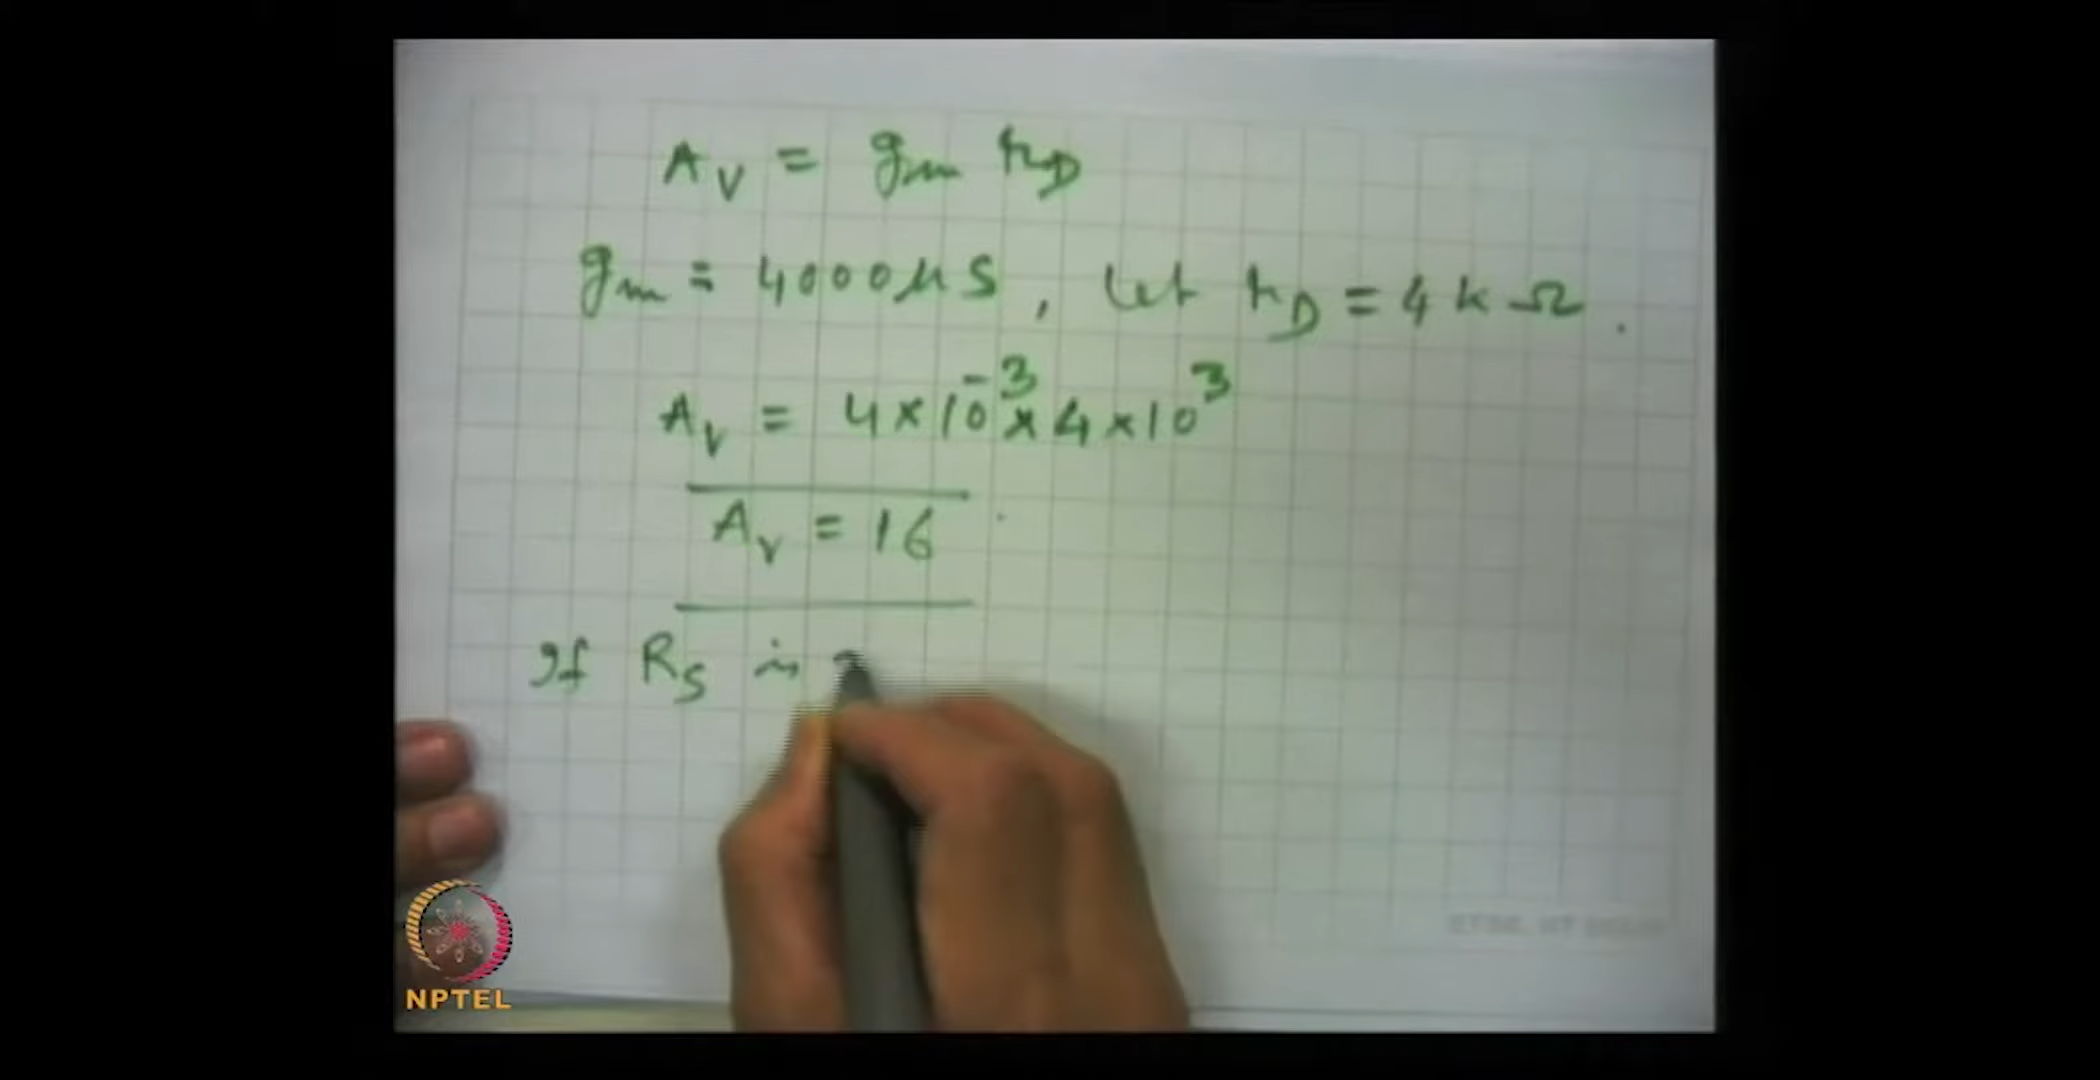 A_V = g_m r_D
g_m = 4000 μS, Let r_D = 4 k Ω.
A_V = 4 × 10^-3 × 4 × 10^3
A_V = 16
If R_S is
NPTEL